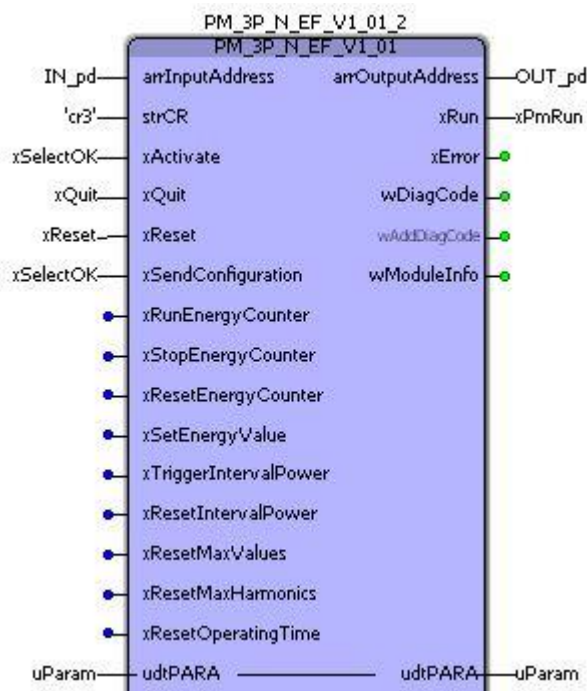 PM_3P_N_EF_V1_01_2
PM_3P_N_EF_V1_01
IN_pd arrInputAddress arrOutputAddress OUT_pd
'cr3' strCR xRun xPmRun
xSelectOK xActivate xError
xQuit xQuit wDiagCode
xReset xReset wAddDiagCode
xSelectOK xSendConfiguration wModuleInfo
xRunEnergyCounter
xStopEnergyCounter
xResetEnergyCounter
xSetEnergyValue
xTriggerIntervalPower
xResetIntervalPower
xResetMaxValues
xResetMaxHarmonics
xResetOperatingTime
uParam udtPARA udtPARA uParam